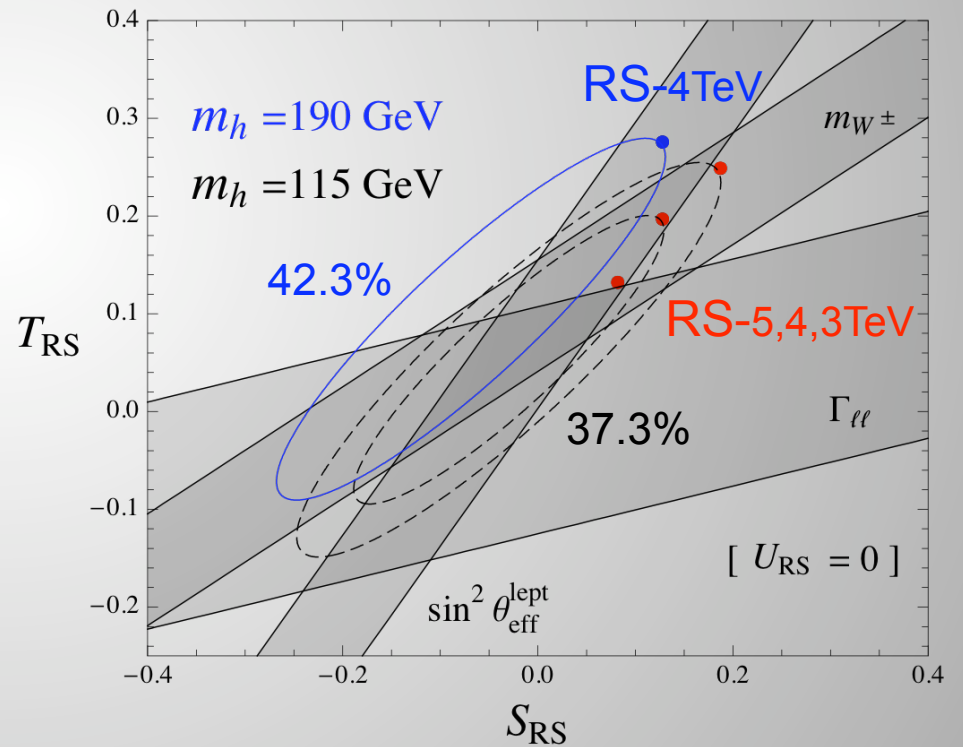 0.4
0.3
0.2
0.1
0.0
−0.1
−0.2
T_RS
m_h =190 GeV
m_h =115 GeV
RS-4TeV
m_W ±
42.3%
RS-5,4,3TeV
Γ_ℓℓ
37.3%
[ U_RS = 0 ]
sin² θ_eff^lept
−0.4
−0.2
0.0
0.2
0.4
S_RS